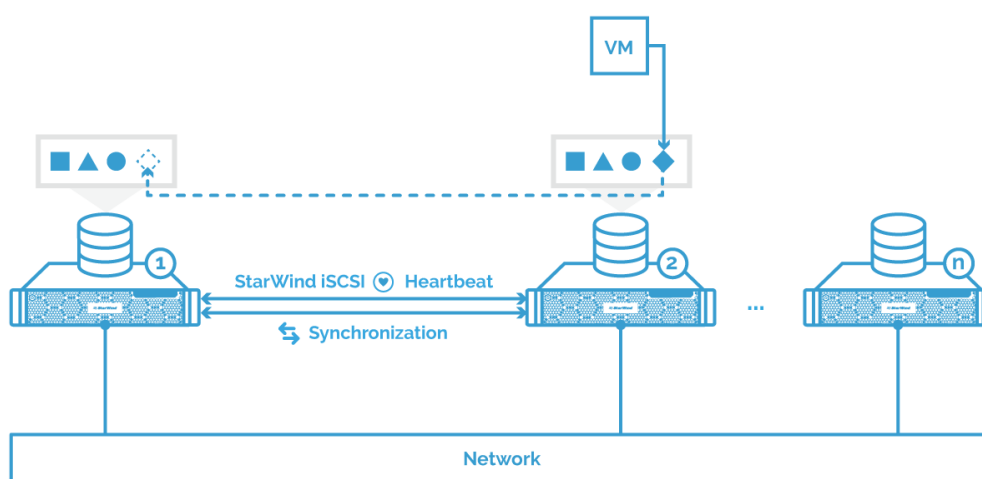 VM
1
StarWind iSCSI Heartbeat
2
n
Synchronization
...
Network